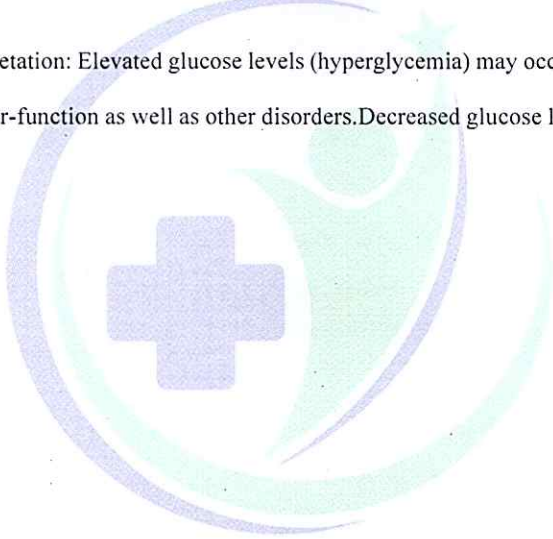 etation: Elevated glucose levels (hyperglycemia) may occ
r-function as well as other disorders.Decreased glucose l